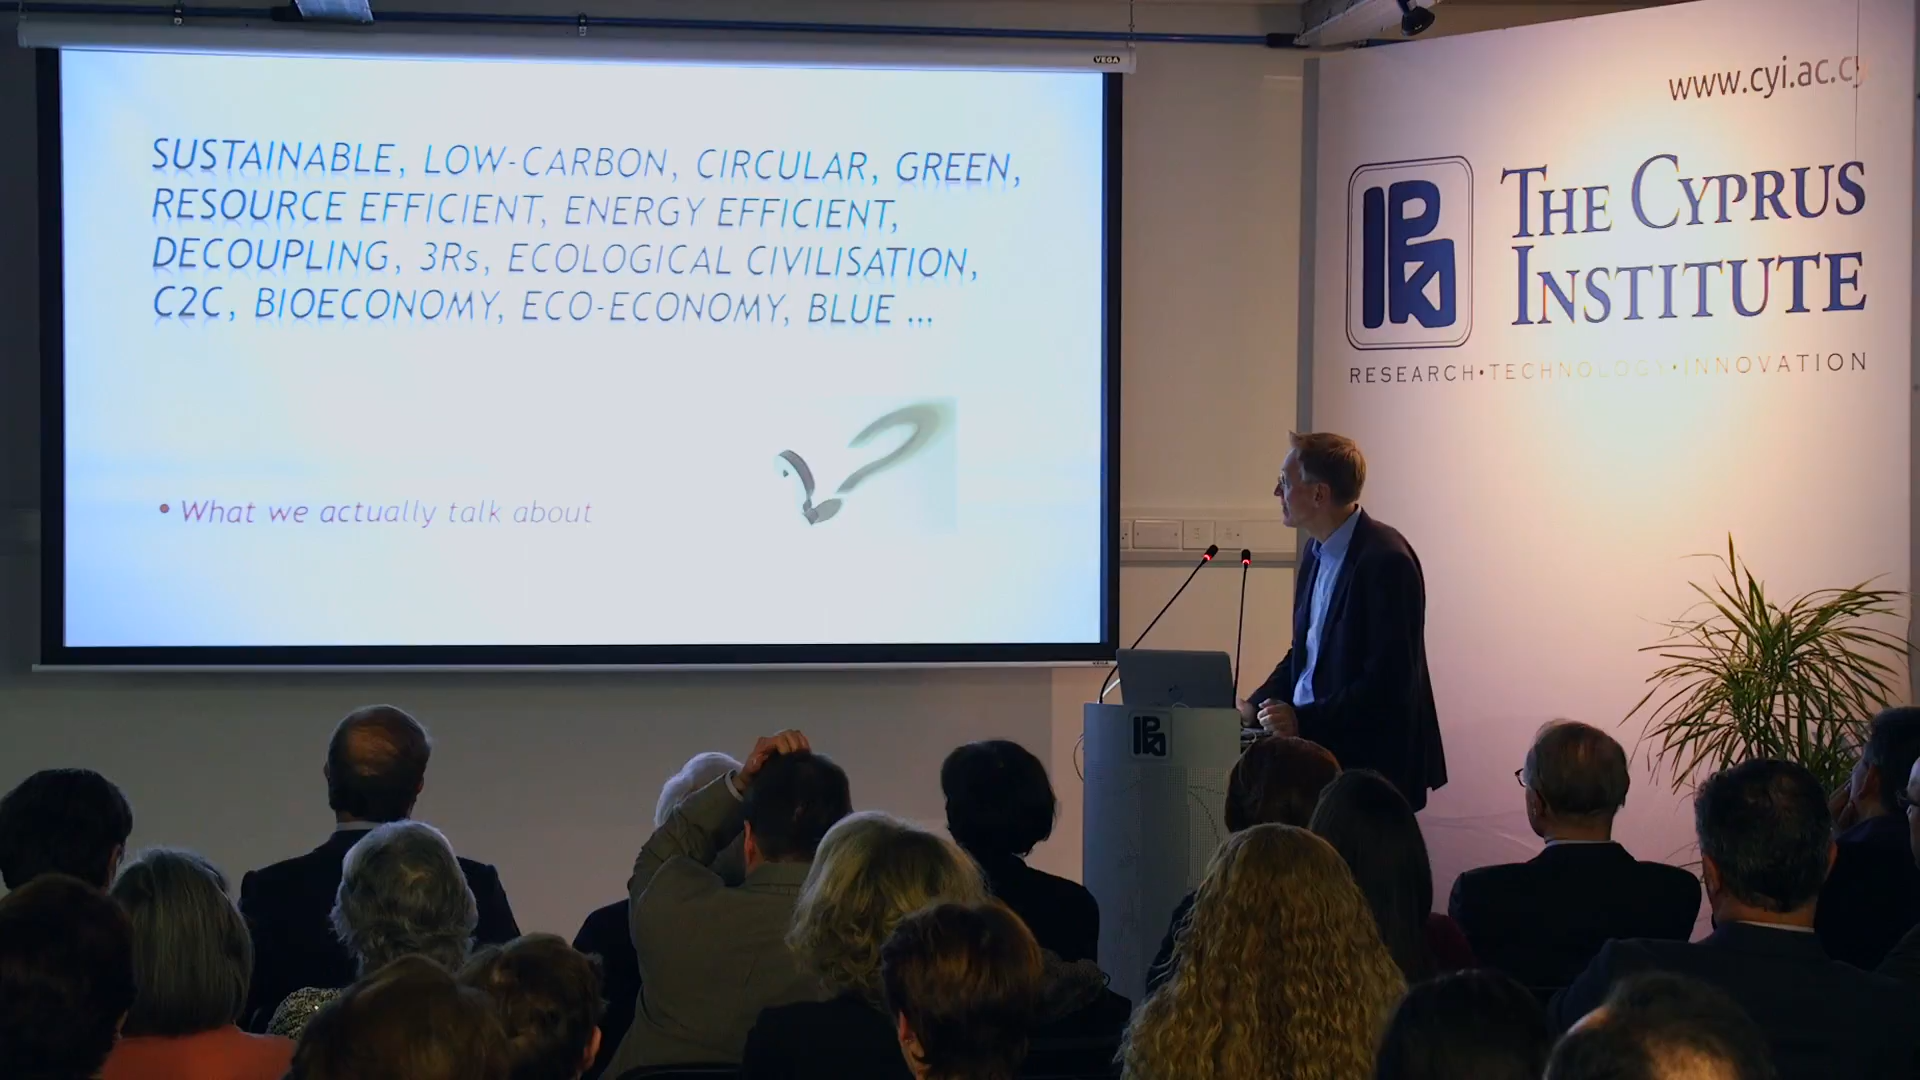 VEGA
SUSTAINABLE, LOW-CARBON, CIRCULAR, GREEN,
RESOURCE EFFICIENT, ENERGY EFFICIENT,
DECOUPLING, 3Rs, ECOLOGICAL CIVILISATION,
C2C, BIOECONOMY, ECO-ECONOMY, BLUE ...
• What we actually talk about
VEGA
www.cyi.ac.cy
THE CYPRUS
INSTITUTE
RESEARCH•TECHNOLOGY•INNOVATION